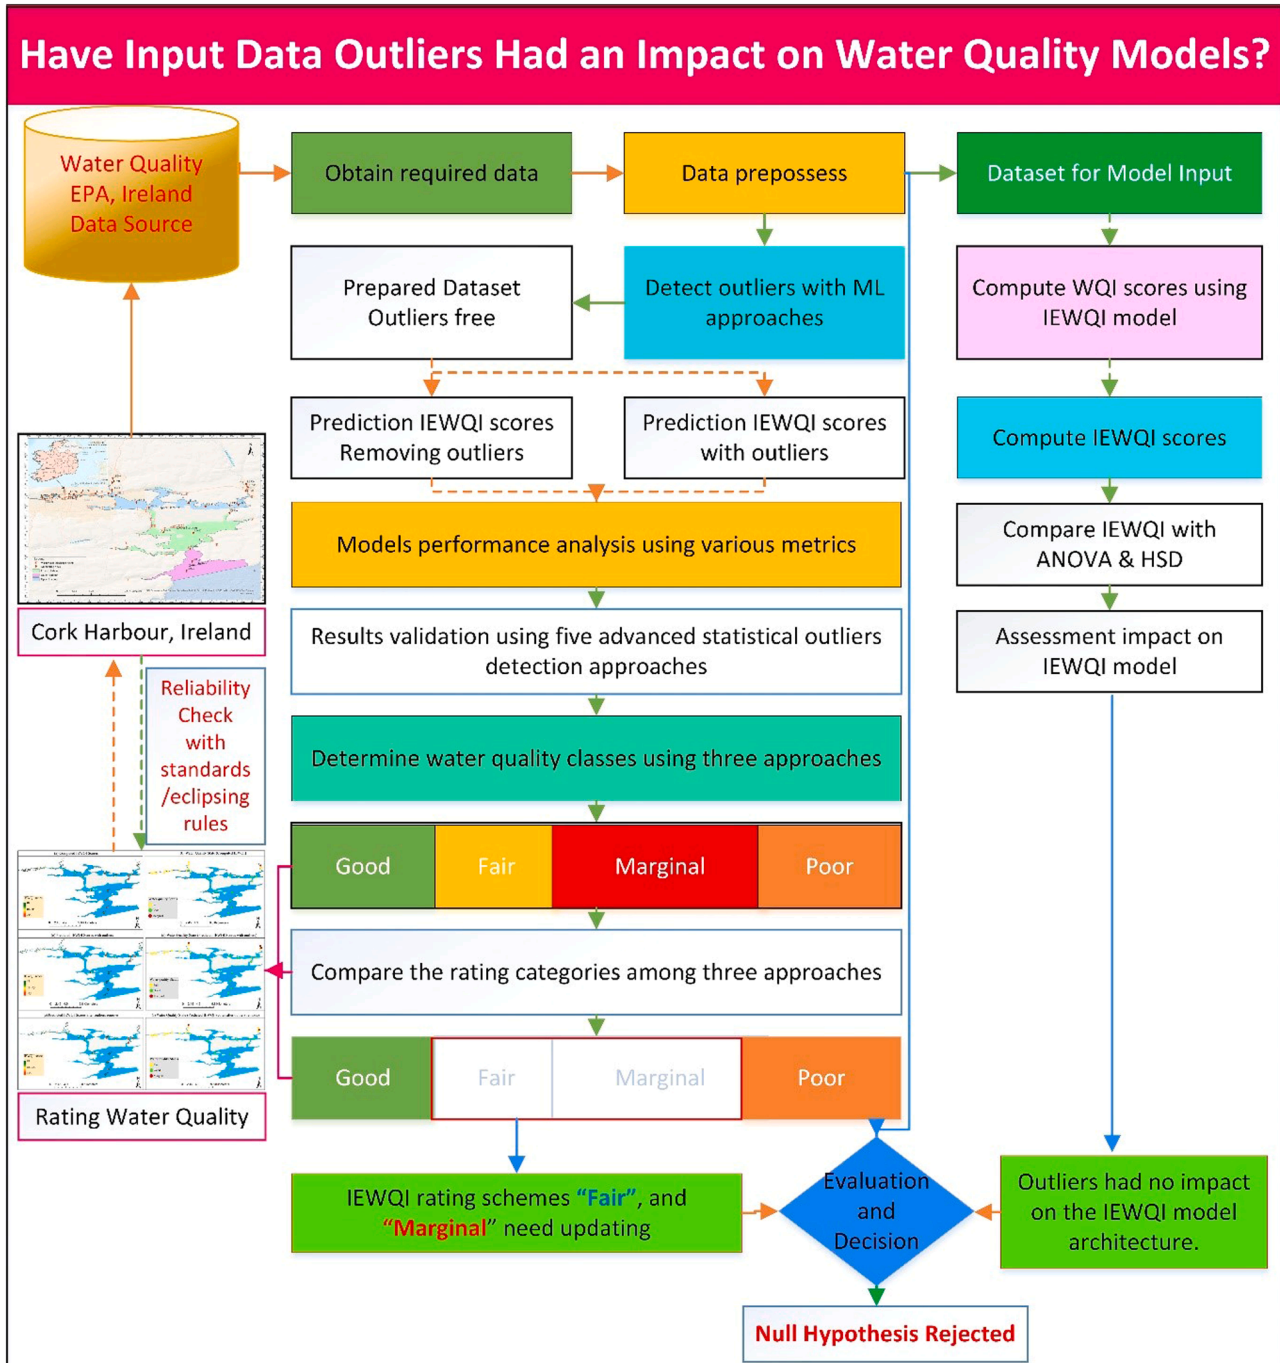 Have Input Data Outliers Had an Impact on Water Quality Models?
Water Quality
EPA, Ireland
Data Source
Obtain required data
Data prepossess
Dataset for Model Input
Prepared Dataset
Outliers free
Detect outliers with ML
approaches
Compute WQI scores using
IEWQI model
Prediction IEWQI scores
Removing outliers
Prediction IEWQI scores
with outliers
Compute IEWQI scores
Models performance analysis using various metrics
Compare IEWQI with
ANOVA & HSD
Cork Harbour, Ireland
Results validation using five advanced statistical outliers
detection approaches
Assessment impact on
IEWQI model
Reliability
Check
with
standards
/eclipsing
rules
Determine water quality classes using three approaches
Good
Fair
Marginal
Poor
Compare the rating categories among three approaches
Good
Fair
Marginal
Poor
Rating Water Quality
IEWQI rating schemes “Fair”, and
“Marginal” need updating
Evaluation
and
Decision
Outliers had no impact
on the IEWQI model
architecture.
Null Hypothesis Rejected